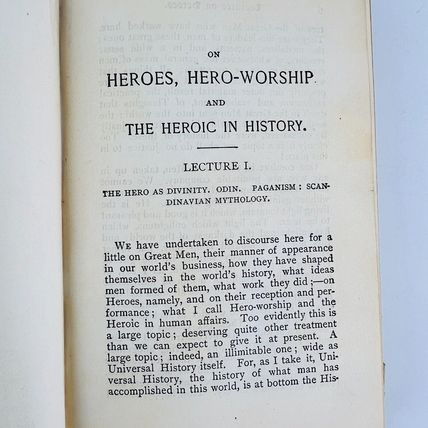 ON
HEROES, HERO-WORSHIP
AND
THE HEROIC IN HISTORY.
LECTURE I.
THE HERO AS DIVINITY. ODIN. PAGANISM: SCAN-
DINAVIAN MYTHOLOGY.
WE have undertaken to discourse here for a
little on Great Men, their manner of appearance
in our world's business, how they have shaped
themselves in the world's history, what ideas
men formed of them, what work they did;—on
Heroes, namely, and on their reception and per-
formance; what I call Hero-worship and the
Heroic in human affairs. Too evidently this is
a large topic; deserving quite other treatment
than we can expect to give it at present. A
large topic; indeed, an illimitable one; wide as
Universal History itself. For, as I take it, Uni-
versal History, the history of what man has
accomplished in this world, is at bottom the His-